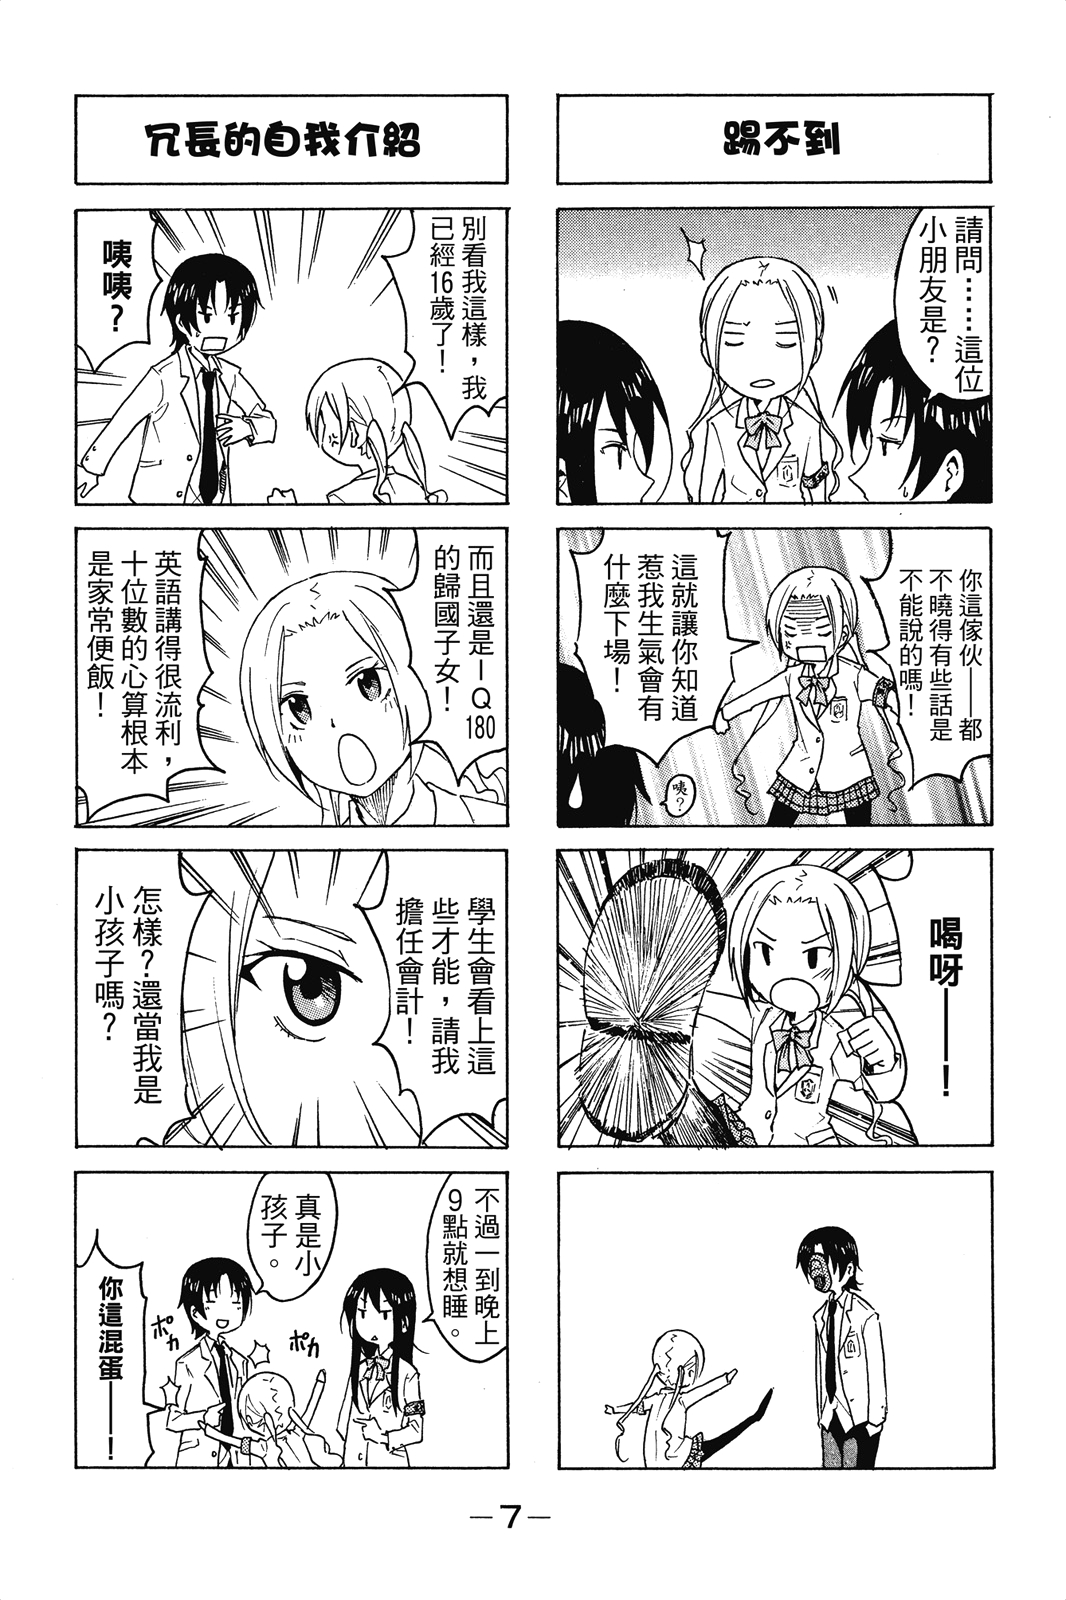 踢不到
請問……這位
小朋友是？
你這傢伙——都
不曉得有些話是
不能說的嗎！
這就讓你知道
惹我生氣會有
什麼下場！
咦？
喝呀——！
冗長的自我介紹
別看我這樣，我
已經16歲了！
咦咦？
而且還是IQ180
的歸國子女！
英語講得很流利，
十位數的心算根本
是家常便飯！
學生會看上這
些才能，請我
擔任會計！
怎樣？還當我是
小孩子嗎？
不過一到晚上
9點就想睡。
真是小
孩子。
ポカ
ポカ
你這混蛋——！
—7—